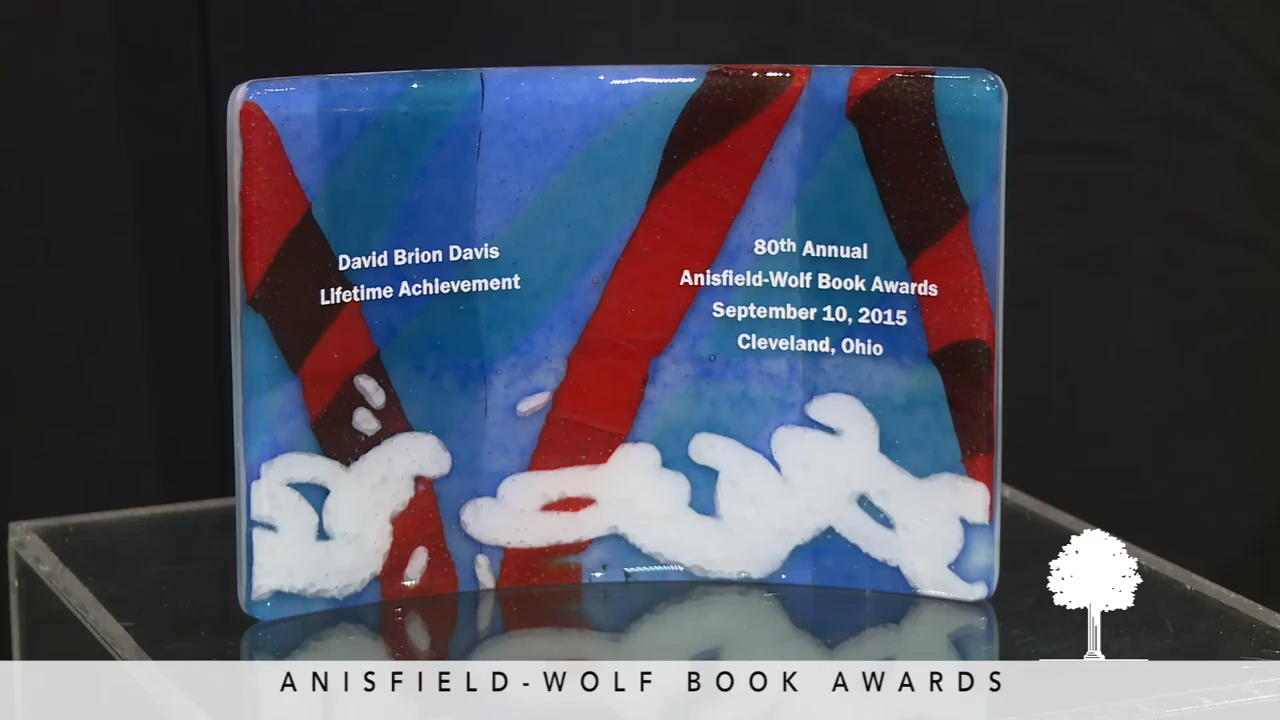 David Brion Davis
Lifetime Achievement
80th Annual
Anisfield-Wolf Book Awards
September 10, 2015
Cleveland, Ohio
ANISFIELD-WOLF BOOK AWARDS